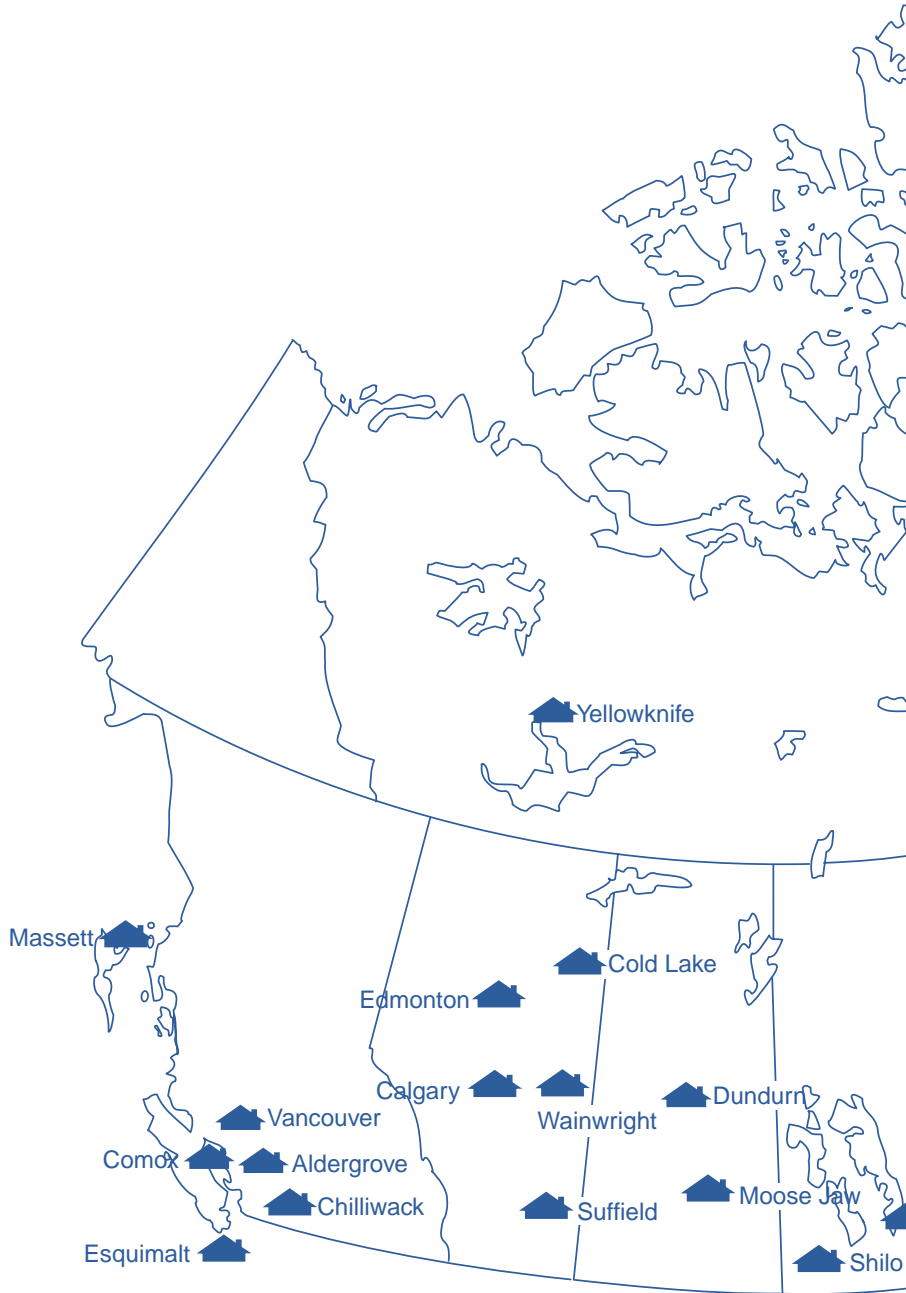 Yellowknife
Massett
Cold Lake
Edmonton
Calgary
Dundurn
Wainwright
Vancouver
Comox
Aldergrove
Moose Jaw
Chilliwack
Suffield
Esquimalt
Shilo